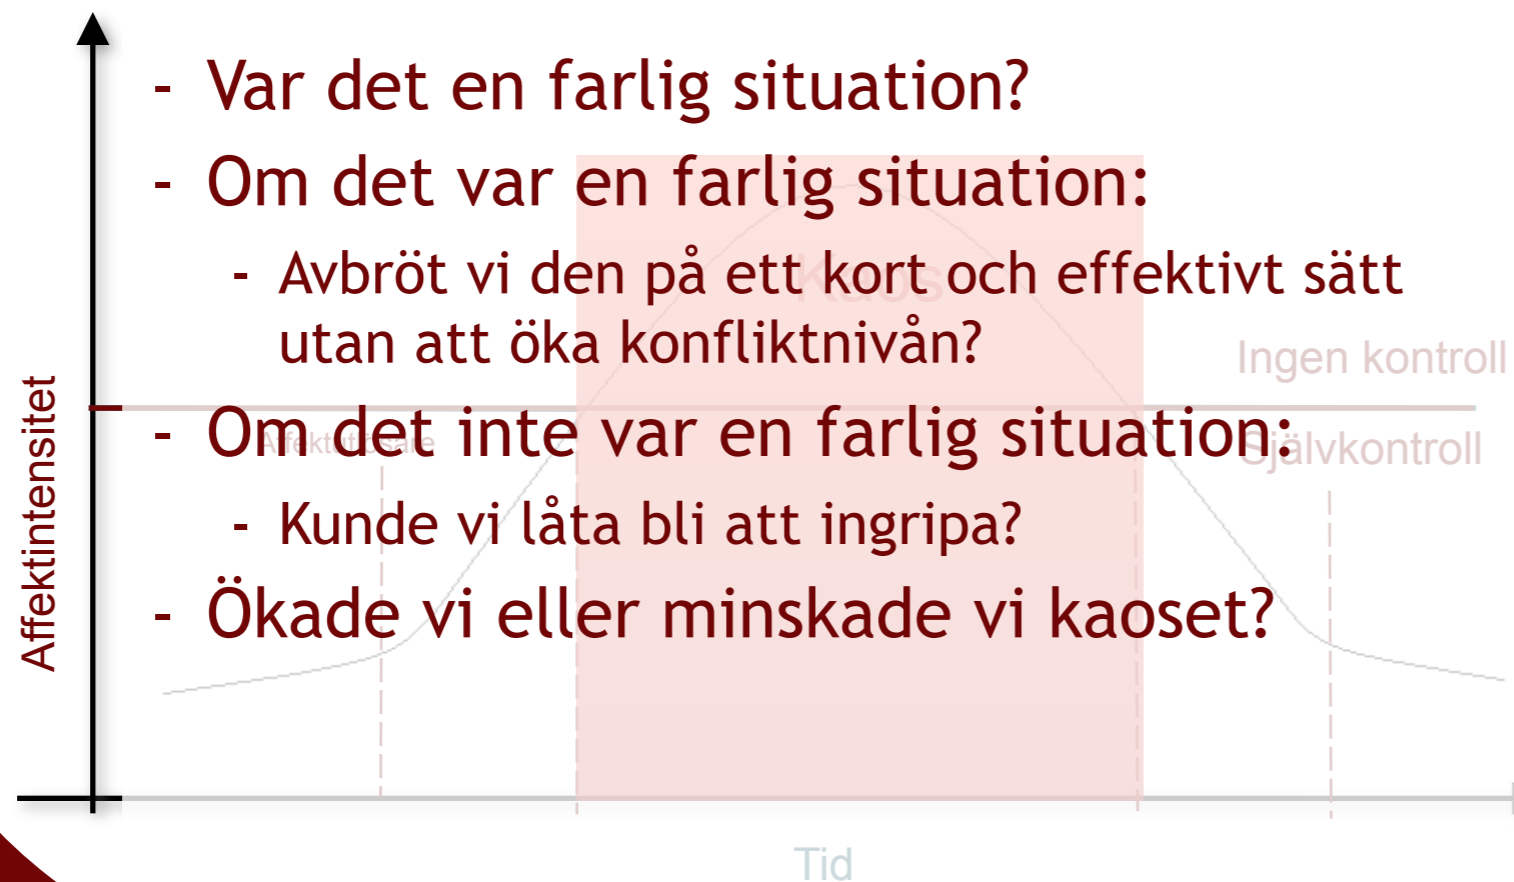 - Var det en farlig situation?
- Om det var en farlig situation:
- Avbröt vi den på ett kort och effektivt sätt
utan att öka konfliktnivån?
- Om det inte var en farlig situation:
- Kunde vi låta bli att ingripa?
- Ökade vi eller minskade vi kaoset?
Kaos
Ingen kontroll
Självkontroll
Affektutlösare
Affektintensitet
Tid